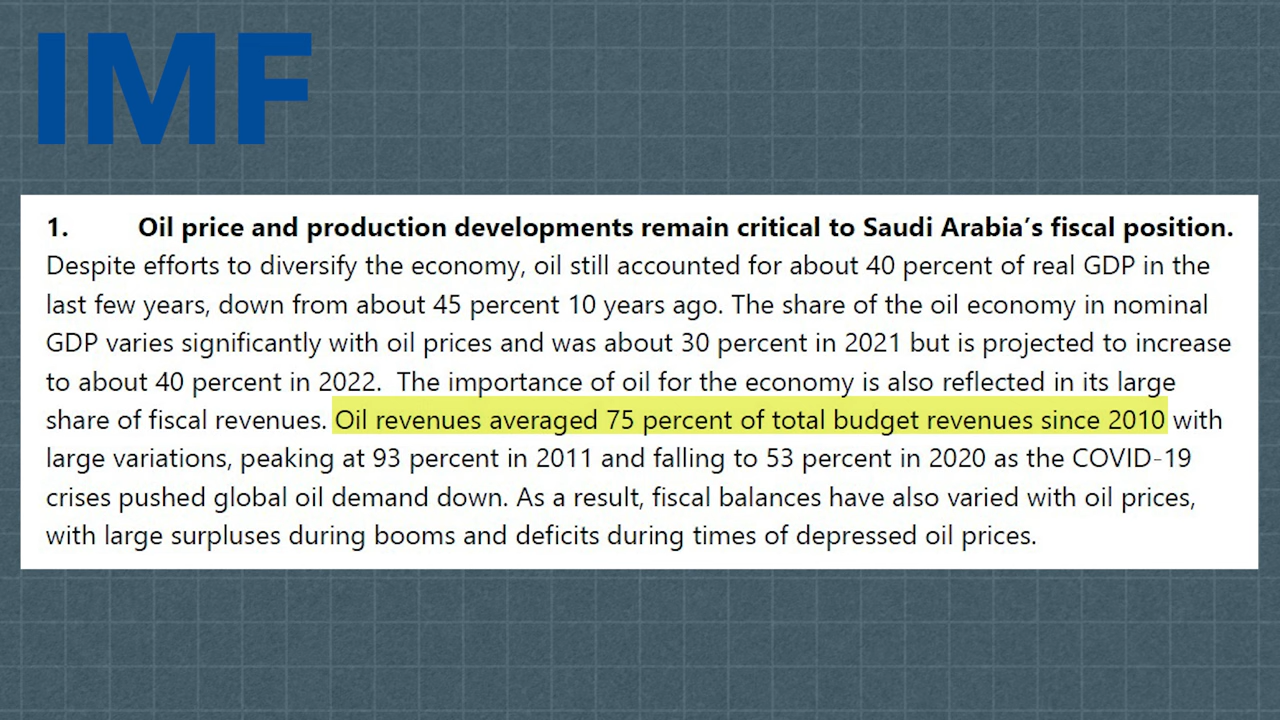 IMF
1. Oil price and production developments remain critical to Saudi Arabia’s fiscal position.
Despite efforts to diversify the economy, oil still accounted for about 40 percent of real GDP in the
last few years, down from about 45 percent 10 years ago. The share of the oil economy in nominal
GDP varies significantly with oil prices and was about 30 percent in 2021 but is projected to increase
to about 40 percent in 2022. The importance of oil for the economy is also reflected in its large
share of fiscal revenues. Oil revenues averaged 75 percent of total budget revenues since 2010 with
large variations, peaking at 93 percent in 2011 and falling to 53 percent in 2020 as the COVID-19
crises pushed global oil demand down. As a result, fiscal balances have also varied with oil prices,
with large surpluses during booms and deficits during times of depressed oil prices.